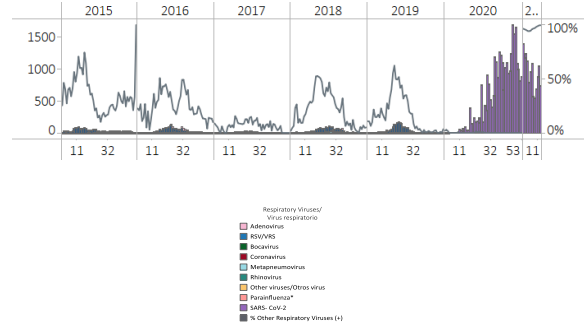 2015 2016 2017 2018 2019 2020 2..
1500 100%
1000
500 50%
0 0%
11 32 11 32 11 32 11 32 11 32 11 32 53 11
Respiratory Viruses/
Virus respiratorio
Adenovirus
RSV/VRS
Bocavirus
Coronavirus
Metapneumovirus
Rhinovirus
Other viruses/Otros virus
Parainfluenza*
SARS- CoV-2
% Other Respiratory Viruses (+)